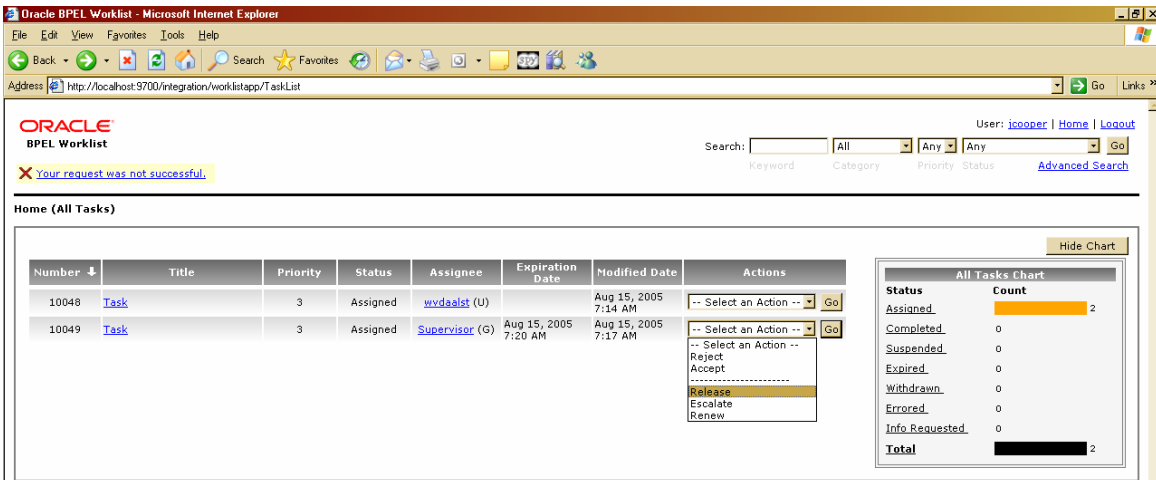 Oracle BPEL Worklist - Microsoft Internet Explorer
File Edit View Favorites Tools Help
Back Search Favorites
Address http://localhost:9700/integration/worklistapp/TaskList Go Links »
ORACLE
BPEL Worklist
User: jcooper | Home | Logout
Search: All Any Any Go
Keyword Category Priority Status Advanced Search
Your request was not successful.
Home (All Tasks)
Hide Chart
Number Title Priority Status Assignee Expiration Date Modified Date Actions
10048 Task 3 Assigned wvdaalst (U) Aug 15, 2005 7:14 AM -- Select an Action -- Go
10049 Task 3 Assigned Supervisor (G) Aug 15, 2005 7:20 AM Aug 15, 2005 7:17 AM -- Select an Action -- Go
-- Select an Action --
Reject
Accept
----------------------
Release
Escalate
Renew
All Tasks Chart
Status Count
Assigned 2
Completed 0
Suspended 0
Expired 0
Withdrawn 0
Errored 0
Info Requested 0
Total 2